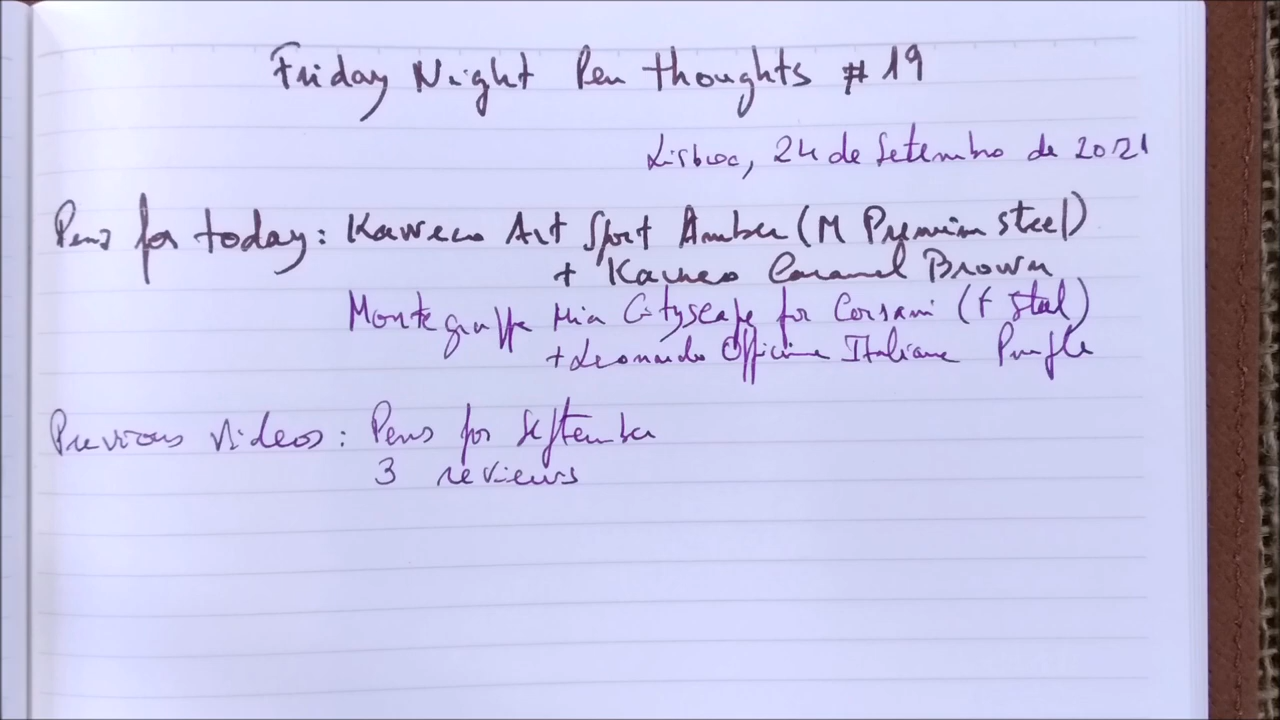 Friday Night Pen thoughts # 19
Lisboa, 24 de Setembro de 2021
Pens for today: Kaweco Art Sport Amber (M Premium steel)
+ Kaweco Caramel Brown
Montegrappa Mia Cityscape for Corsani (F steel)
+ Leonardo Officina Italiana Purple
Previous videos: Pens for September
3 reviews